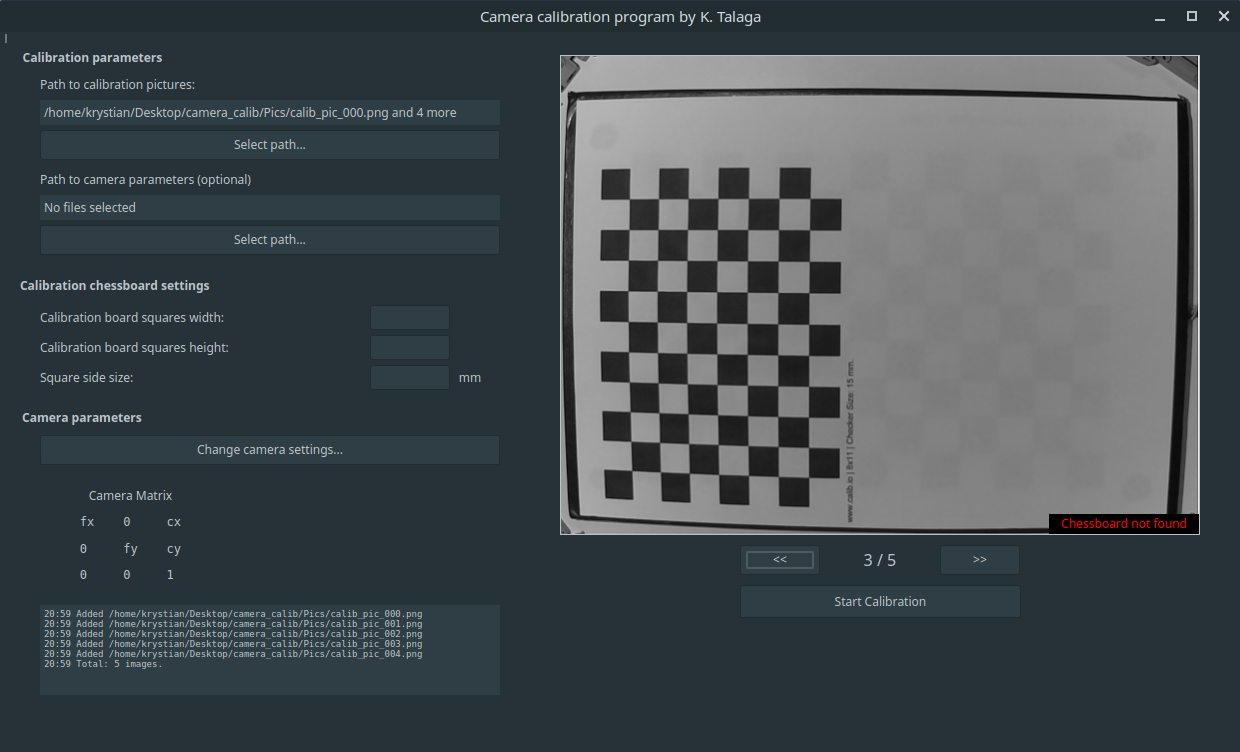 Camera calibration program by K. Talaga
Calibration parameters
Path to calibration pictures:
/home/krystian/Desktop/camera_calib/Pics/calib_pic_000.png and 4 more
Select path...
Path to camera parameters (optional)
No files selected
Select path...
Calibration chessboard settings
Calibration board squares width:
Calibration board squares height:
Square side size:
mm
Camera parameters
Change camera settings...
Camera Matrix
fx 0 cx
0 fy cy
0 0 1
20:59 Added /home/krystian/Desktop/camera_calib/Pics/calib_pic_000.png
20:59 Added /home/krystian/Desktop/camera_calib/Pics/calib_pic_001.png
20:59 Added /home/krystian/Desktop/camera_calib/Pics/calib_pic_002.png
20:59 Added /home/krystian/Desktop/camera_calib/Pics/calib_pic_003.png
20:59 Added /home/krystian/Desktop/camera_calib/Pics/calib_pic_004.png
20:59 Total: 5 images.
www.calib.io | 8x11 | Checker Size: 15 mm.
Chessboard not found
<< 3 / 5 >>
Start Calibration